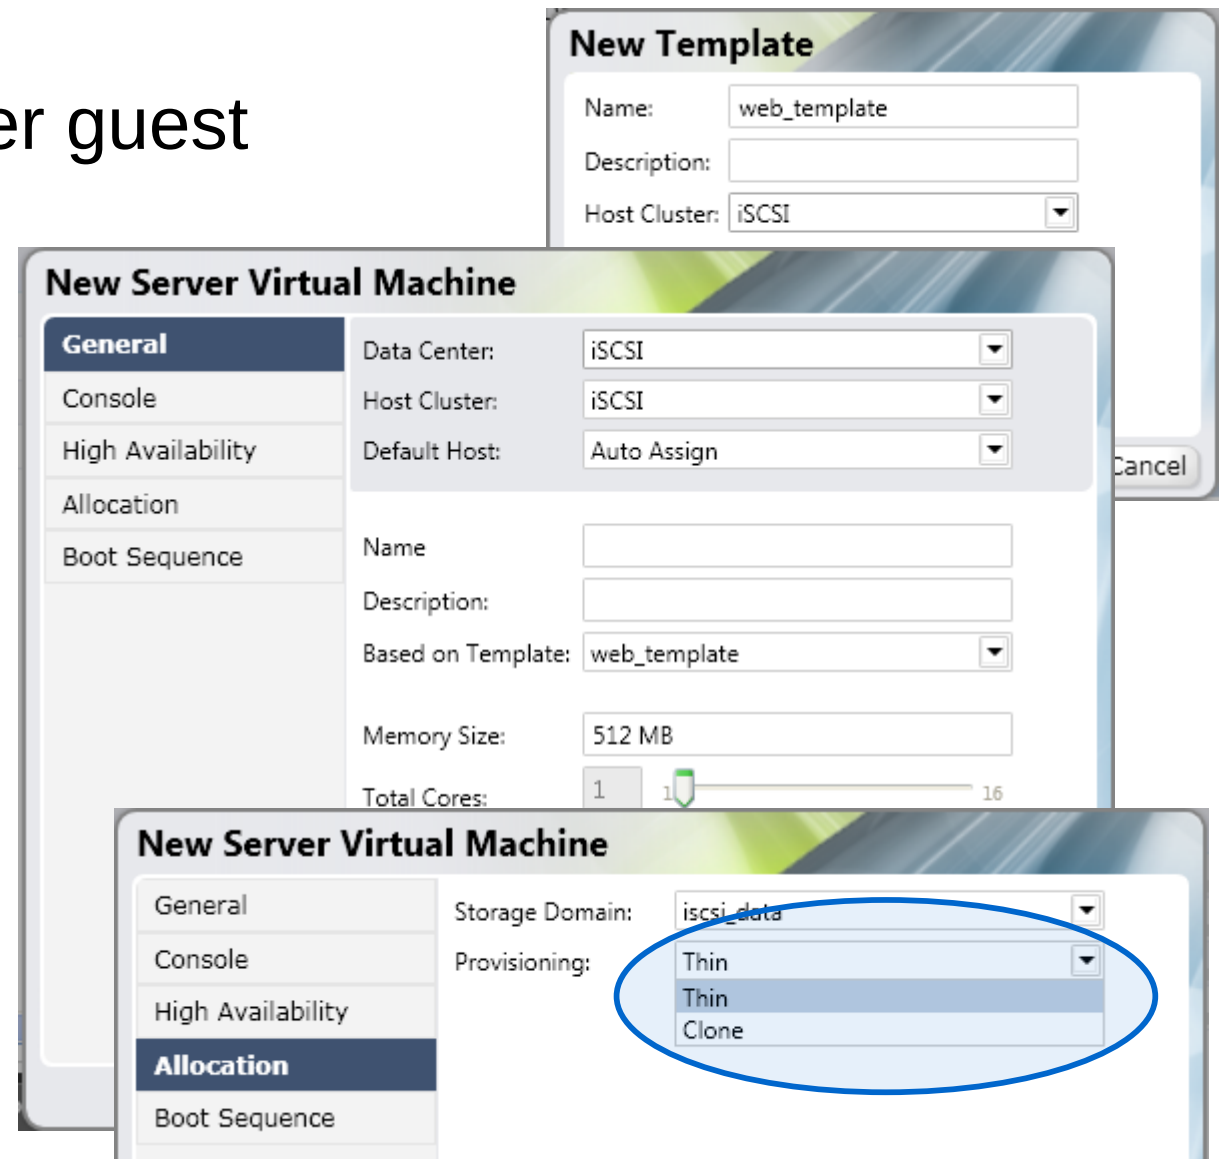 er guest
New Template
Name: web_template
Description:
Host Cluster: iSCSI
Cancel
New Server Virtual Machine
General
Console
High Availability
Allocation
Boot Sequence
Data Center: iSCSI
Host Cluster: iSCSI
Default Host: Auto Assign
Name
Description:
Based on Template: web_template
Memory Size: 512 MB
Total Cores: 1 1 16
New Server Virtual Machine
General
Console
High Availability
Allocation
Boot Sequence
Storage Domain: iscsi_data
Provisioning: Thin
Thin
Clone